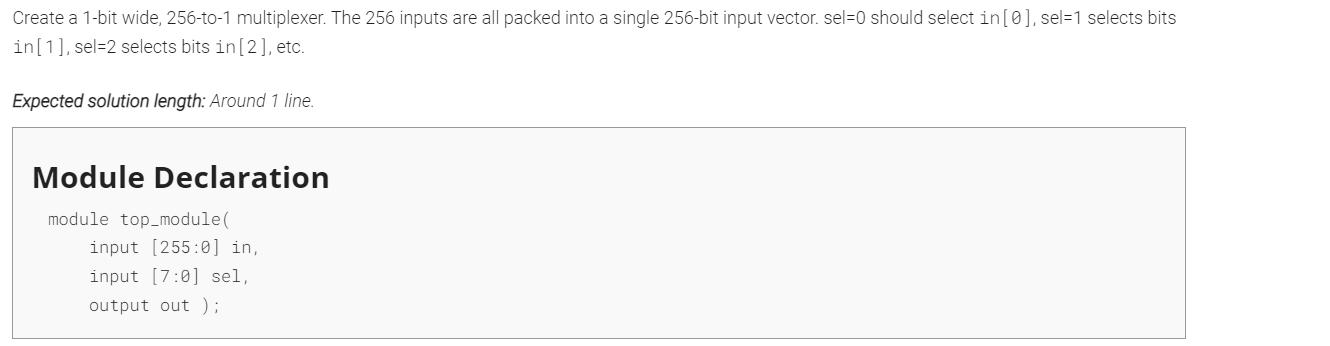 Create a 1-bit wide, 256-to-1 multiplexer. The 256 inputs are all packed into a single 256-bit input vector. sel=0 should select in[0], sel=1 selects bits
in[1], sel=2 selects bits in[2], etc.
Expected solution length: Around 1 line.
Module Declaration
module top_module(
input [255:0] in,
input [7:0] sel,
output out );